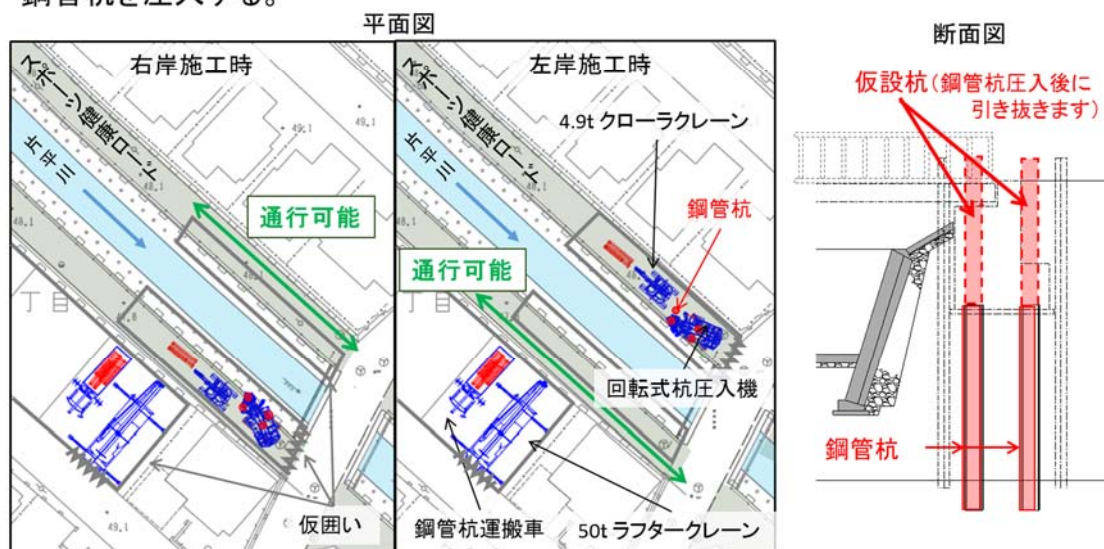 鋼管杭を圧入する。
平面図
断面図
右岸施工時
スポーツ健康ロード
片平川
49.1
48.1
48.1
通行可能
48.1
丁目
仮囲い
49.1
左岸施工時
スポーツ健康ロード
片平川
4.9t クローラクレーン
49.1
48.1
鋼管杭
通行可能
丁目
回転式杭圧入機
鋼管杭運搬車
50t ラフタークレーン
仮設杭(鋼管杭圧入後に
引き抜きます)
鋼管杭